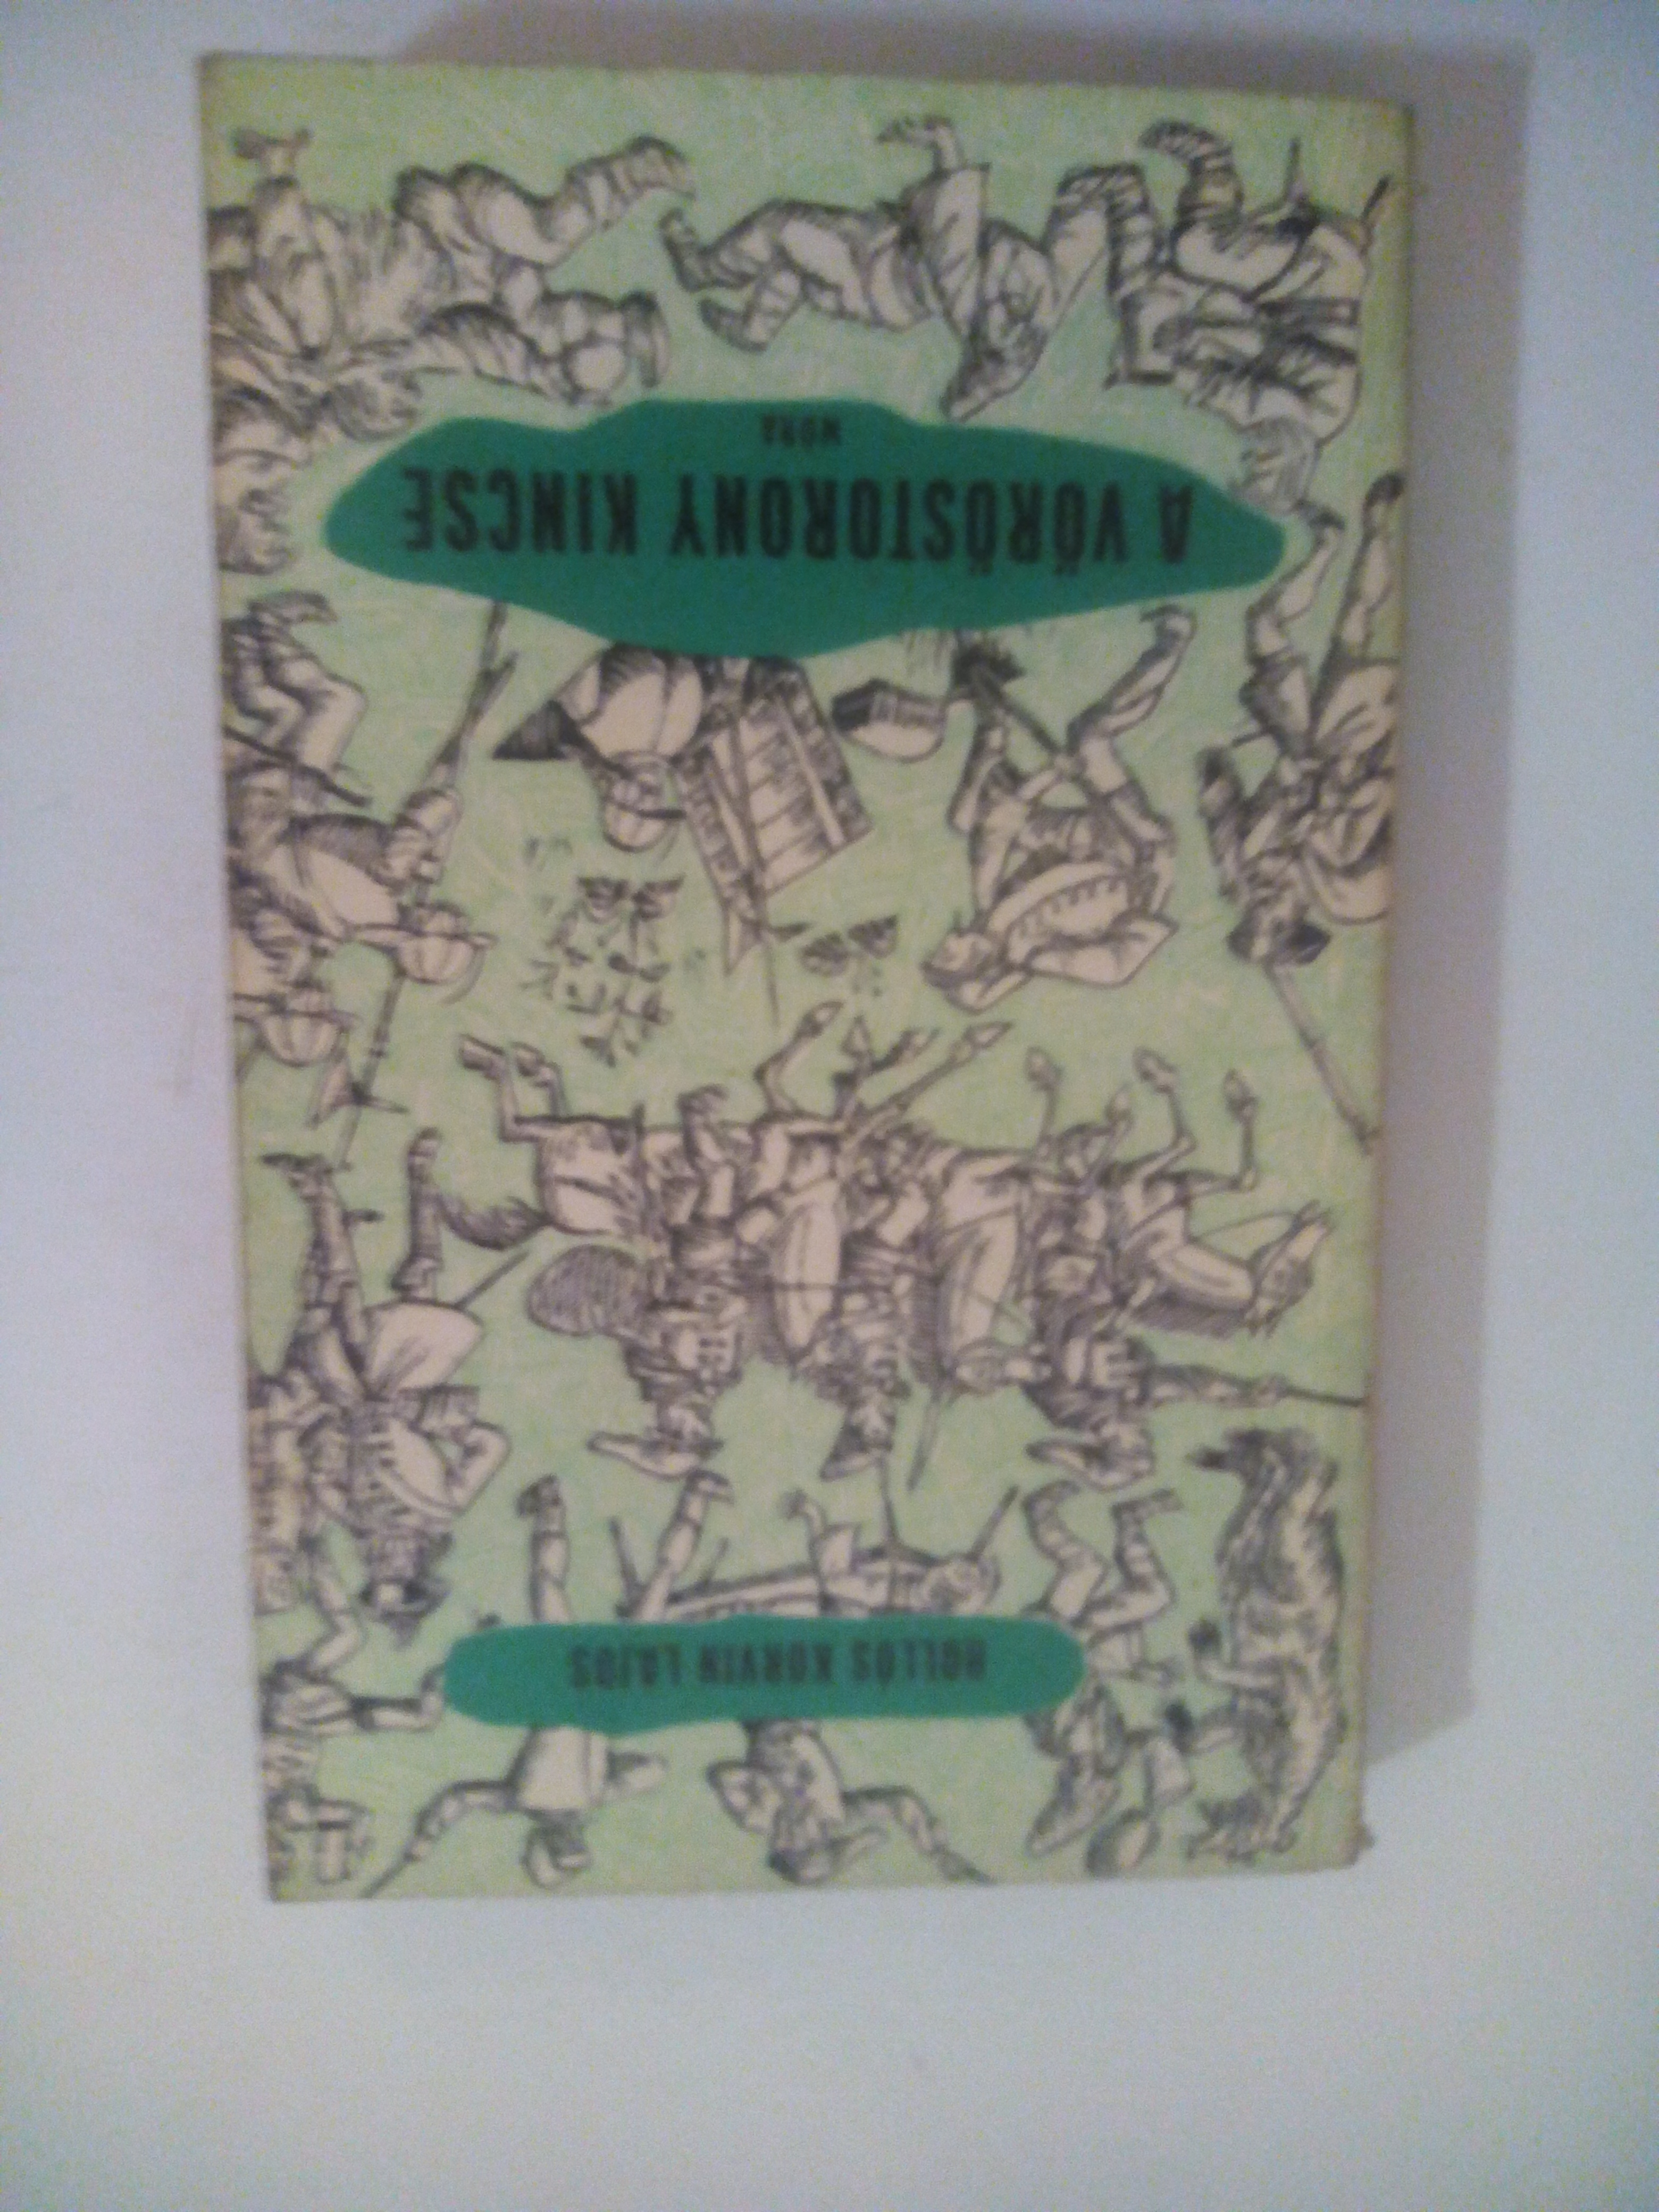 HOLLÓS KORVIN LAJOS
A VÖRÖSTORONY KINCSE
MÓRA